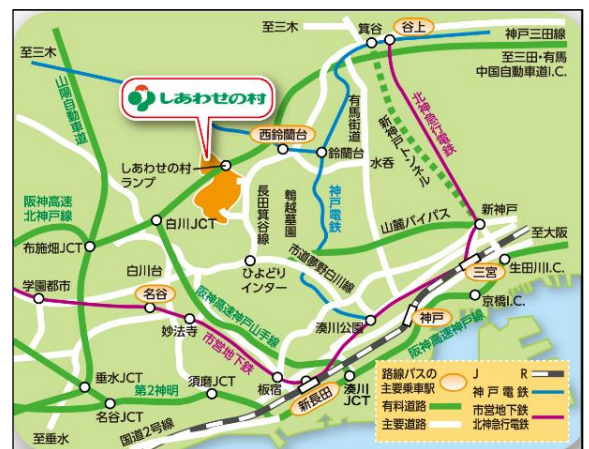 至三木
箕谷
谷上
神戸三田線
至三木
至三田・有馬
中国自動車道I.C.
山陽自動車道
しあわせの村
有馬街道
新神戸トンネル
北神急行電鉄
西鈴蘭台
鈴蘭台
水呑
しあわせの村
ランプ
長田箕谷線
鵯越墓園
神戸電鉄
阪神高速
北神戸線
白川JCT
山麓バイパス
新神戸
至大阪
布施畑JCT
市道夢野白川線
白川台
ひよどり
インター
三宮
生田川I.C.
学園都市
名谷
京橋I.C.
阪神高速神戸山手線
湊川公園
神戸
阪神高速神戸線
妙法寺
市営地下鉄
垂水JCT
第2神明
須磨JCT
板宿
新長田
湊川
JCT
名谷JCT
至垂水
国道2号線
路線バスの
主要乗車駅
有料道路
主要道路
JR
神戸電鉄
市営地下鉄
北神急行電鉄